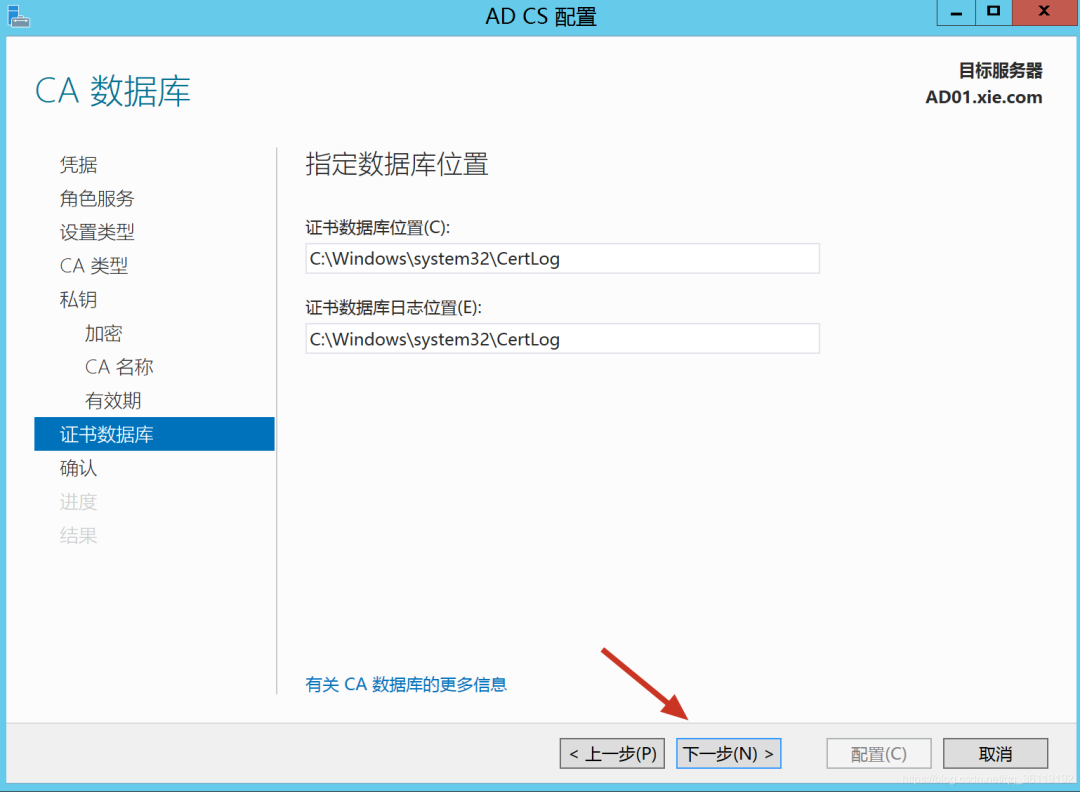 AD CS 配置
CA 数据库
目标服务器
AD01.xie.com
凭据
角色服务
设置类型
CA 类型
私钥
加密
CA 名称
有效期
证书数据库
确认
进度
结果
指定数据库位置
证书数据库位置(C):
C:\Windows\system32\CertLog
证书数据库日志位置(E):
C:\Windows\system32\CertLog
有关 CA 数据库的更多信息
< 上一步(P)
下一步(N) >
配置(C)
取消
https://blog.csdn.net/qq_36119192